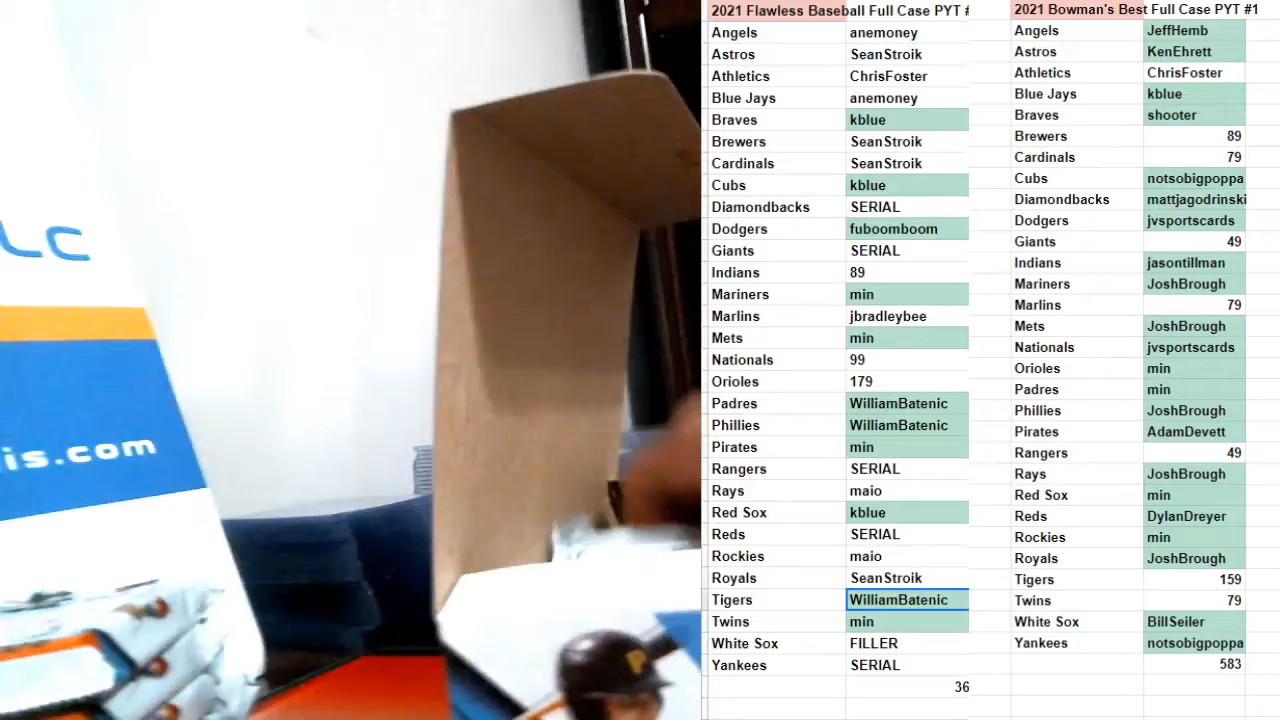 LC
is.com
P
2021 Flawless Baseball Full Case PYT #
Angels anemoney
Astros SeanStroik
Athletics ChrisFoster
Blue Jays anemoney
Braves kblue
Brewers SeanStroik
Cardinals SeanStroik
Cubs kblue
Diamondbacks SERIAL
Dodgers fuboomboom
Giants SERIAL
Indians 89
Mariners min
Marlins jbradleybee
Mets min
Nationals 99
Orioles 179
Padres WilliamBatenic
Phillies WilliamBatenic
Pirates min
Rangers SERIAL
Rays maio
Red Sox kblue
Reds SERIAL
Rockies maio
Royals SeanStroik
Tigers WilliamBatenic
Twins min
White Sox FILLER
Yankees SERIAL
36
2021 Bowman's Best Full Case PYT #1
Angels JeffHemb
Astros KenEhrett
Athletics ChrisFoster
Blue Jays kblue
Braves shooter
Brewers 89
Cardinals 79
Cubs notsobigpoppa
Diamondbacks mattjagodrinski
Dodgers jvsportscards
Giants 49
Indians jasontillman
Mariners JoshBrough
Marlins 79
Mets JoshBrough
Nationals jvsportscards
Orioles min
Padres min
Phillies JoshBrough
Pirates AdamDevett
Rangers 49
Rays JoshBrough
Red Sox min
Reds DylanDreyer
Rockies min
Royals JoshBrough
Tigers 159
Twins 79
White Sox BillSeiler
Yankees notsobigpoppa
583